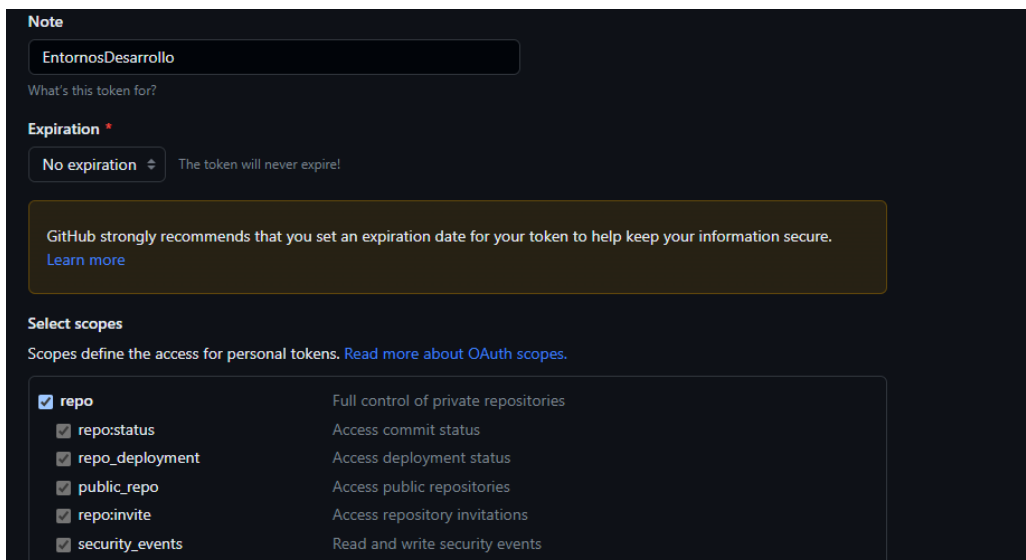 Note
EntornosDesarrollo
What's this token for?
Expiration *
No expiration The token will never expire!
GitHub strongly recommends that you set an expiration date for your token to help keep your information secure.
Learn more
Select scopes
Scopes define the access for personal tokens. Read more about OAuth scopes.
repo Full control of private repositories
repo:status Access commit status
repo_deployment Access deployment status
public_repo Access public repositories
repo:invite Access repository invitations
security_events Read and write security events